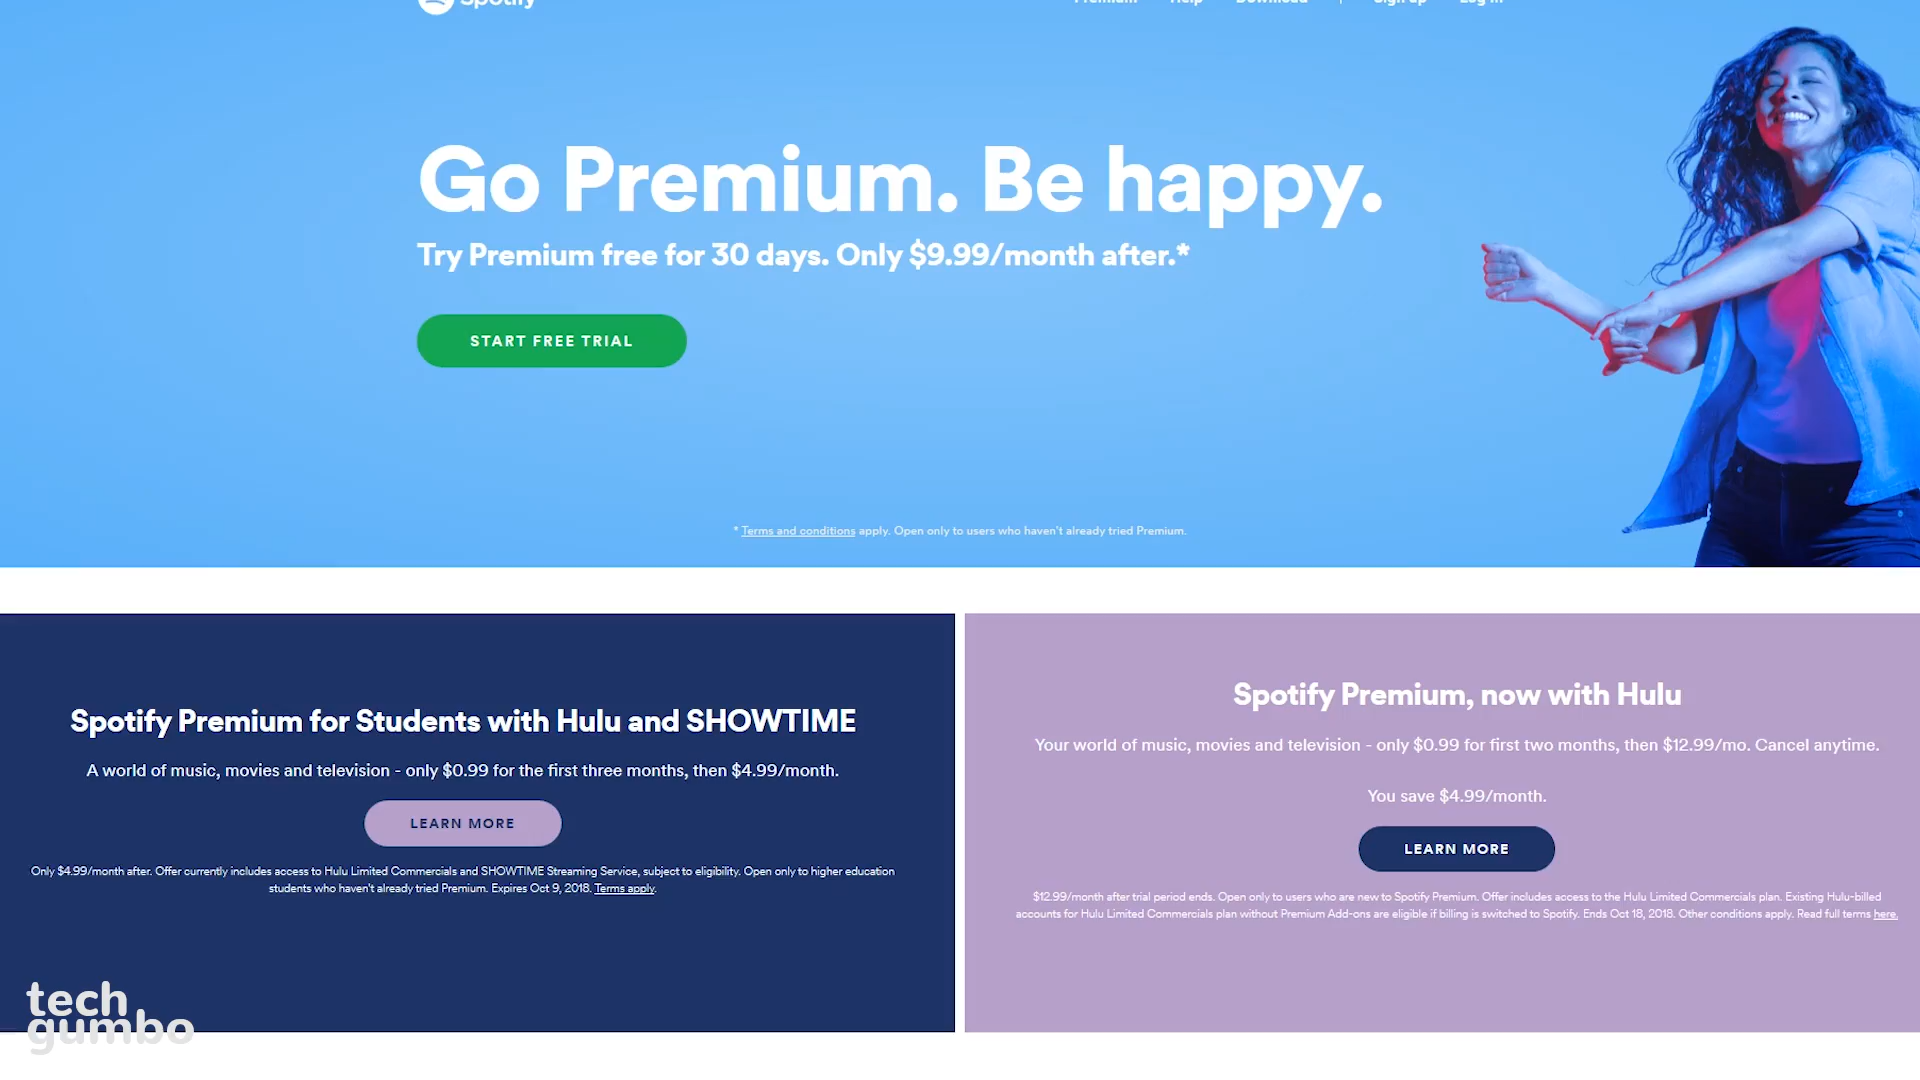 Spotify
Premium Help Download | Sign up Log in
Go Premium. Be happy.
Try Premium free for 30 days. Only $9.99/month after.*
START FREE TRIAL
* Terms and conditions apply. Open only to users who haven't already tried Premium.
Spotify Premium for Students with Hulu and SHOWTIME
A world of music, movies and television - only $0.99 for the first three months, then $4.99/month.
LEARN MORE
Only $4.99/month after. Offer currently includes access to Hulu Limited Commercials and SHOWTIME Streaming Service, subject to eligibility. Open only to higher education
students who haven't already tried Premium. Expires Oct 9, 2018. Terms apply.
Spotify Premium, now with Hulu
Your world of music, movies and television - only $0.99 for first two months, then $12.99/mo. Cancel anytime.
You save $4.99/month.
LEARN MORE
$12.99/month after trial period ends. Open only to users who are new to Spotify Premium. Offer includes access to the Hulu Limited Commercials plan. Existing Hulu-billed
accounts for Hulu Limited Commercials plan without Premium Add-ons are eligible if billing is switched to Spotify. Ends Oct 18, 2018. Other conditions apply. Read full terms here.
tech
gumbo